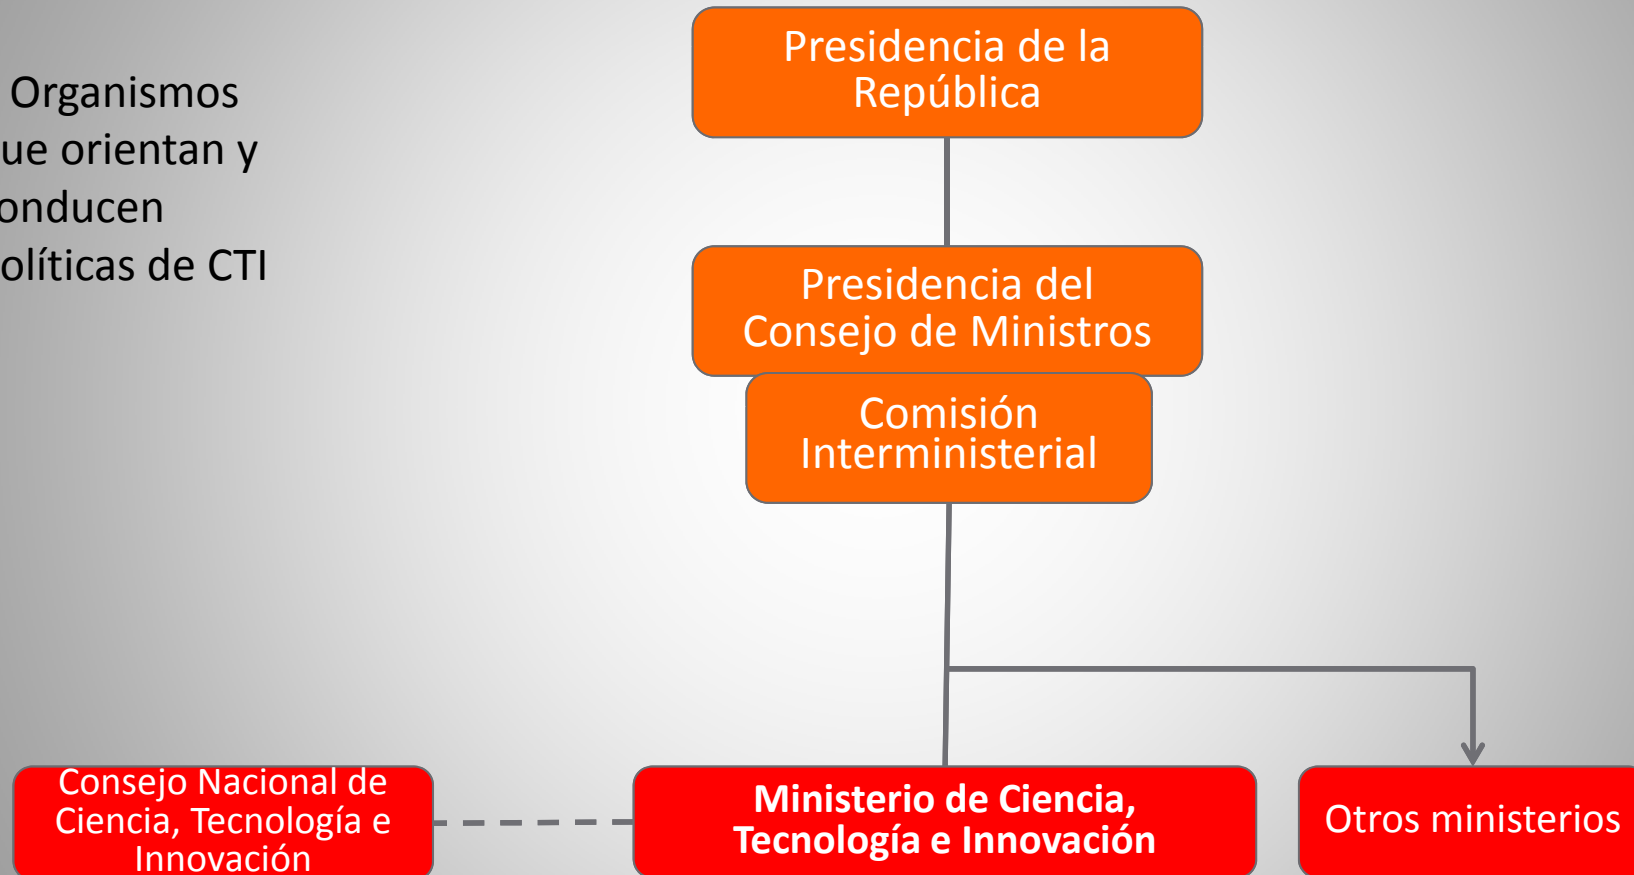 Organismos
ue orientan y
onducen
olíticas de CTI
Presidencia de la
República
Presidencia del
Consejo de Ministros
Comisión
Interministerial
Consejo Nacional de
Ciencia, Tecnología e
Innovación
Ministerio de Ciencia,
Tecnología e Innovación
Otros ministerios